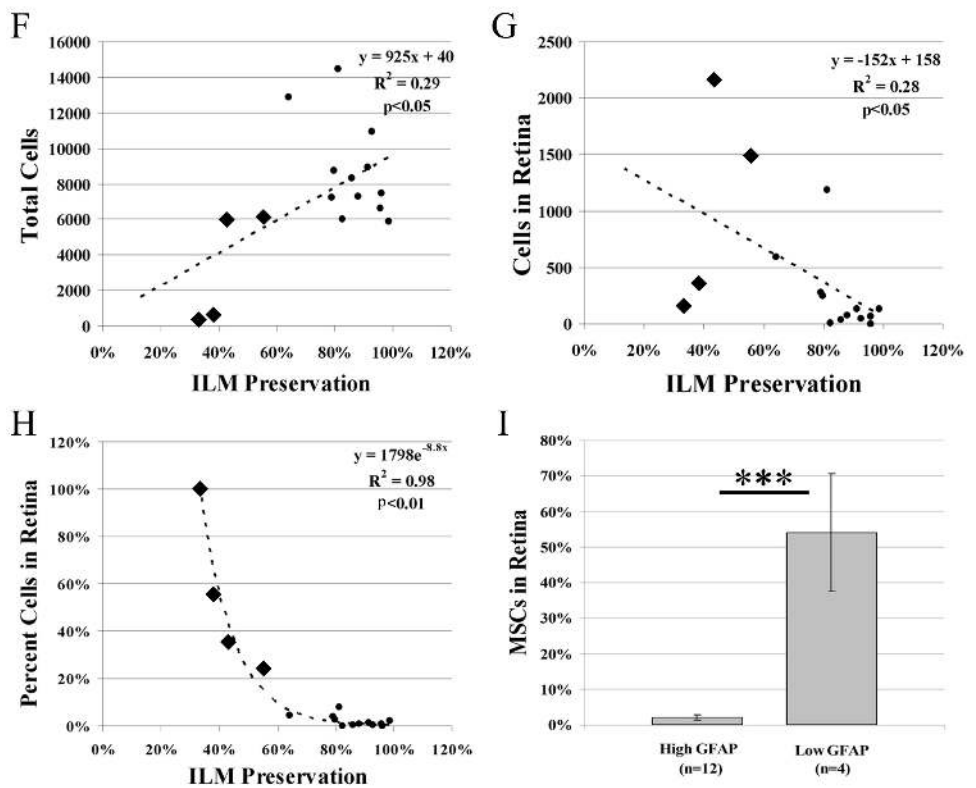 F
16000
14000
12000
10000
8000
6000
4000
2000
0
Total Cells
y = 925x + 40
R² = 0.29
p<0.05
0% 20% 40% 60% 80% 100% 120%
ILM Preservation
G
2500
2000
1500
1000
500
0
Cells in Retina
y = -152x + 158
R² = 0.28
p<0.05
0% 20% 40% 60% 80% 100% 120%
ILM Preservation
H
120%
100%
80%
60%
40%
20%
0%
Percent Cells in Retina
y = 1798e⁻⁸·⁸ˣ
R² = 0.98
p<0.01
0% 20% 40% 60% 80% 100% 120%
ILM Preservation
I
80%
70%
60%
50%
40%
30%
20%
10%
0%
MSCs in Retina
***
High GFAP
(n=12)
Low GFAP
(n=4)